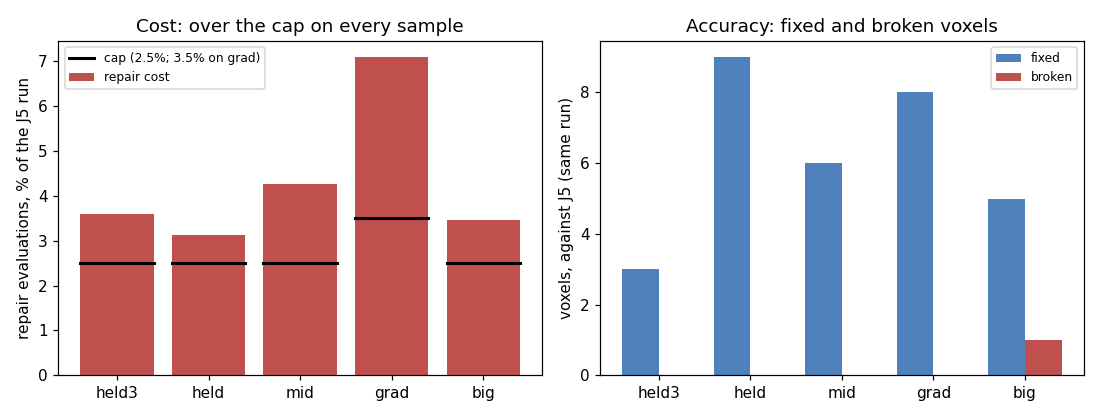 Cost: over the cap on every sample
cap (2.5%; 3.5% on grad)
repair cost
repair evaluations, % of the J5 run
7
6
5
4
3
2
1
0
held3
held
mid
grad
big
Accuracy: fixed and broken voxels
fixed
broken
voxels, against J5 (same run)
8
6
4
2
0
held3
held
mid
grad
big